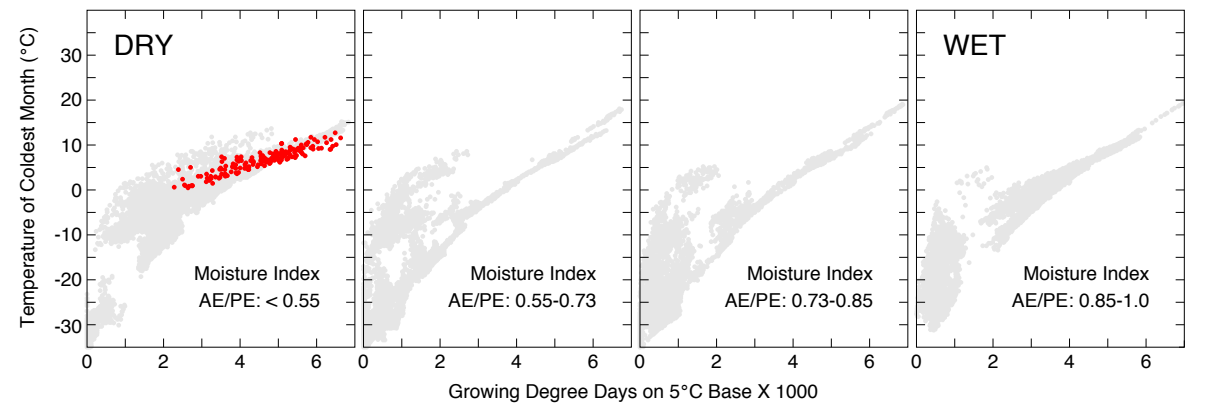 Temperature of Coldest Month (°C)
30
20
10
0
-10
-20
-30
DRY
Moisture Index
AE/PE: < 0.55
0
2
4
6
Moisture Index
AE/PE: 0.55-0.73
0
2
4
6
Moisture Index
AE/PE: 0.73-0.85
0
2
4
6
WET
Moisture Index
AE/PE: 0.85-1.0
0
2
4
6
Growing Degree Days on 5°C Base X 1000